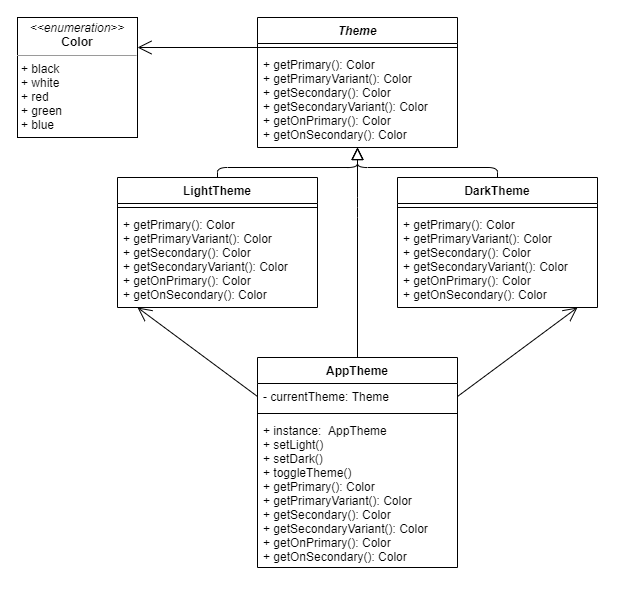 <<enumeration>>
Color
+ black
+ white
+ red
+ green
+ blue
Theme
+ getPrimary(): Color
+ getPrimaryVariant(): Color
+ getSecondary(): Color
+ getSecondaryVariant(): Color
+ getOnPrimary(): Color
+ getOnSecondary(): Color
LightTheme
+ getPrimary(): Color
+ getPrimaryVariant(): Color
+ getSecondary(): Color
+ getSecondaryVariant(): Color
+ getOnPrimary(): Color
+ getOnSecondary(): Color
DarkTheme
+ getPrimary(): Color
+ getPrimaryVariant(): Color
+ getSecondary(): Color
+ getSecondaryVariant(): Color
+ getOnPrimary(): Color
+ getOnSecondary(): Color
AppTheme
- currentTheme: Theme
+ instance:  AppTheme
+ setLight()
+ setDark()
+ toggleTheme()
+ getPrimary(): Color
+ getPrimaryVariant(): Color
+ getSecondary(): Color
+ getSecondaryVariant(): Color
+ getOnPrimary(): Color
+ getOnSecondary(): Color